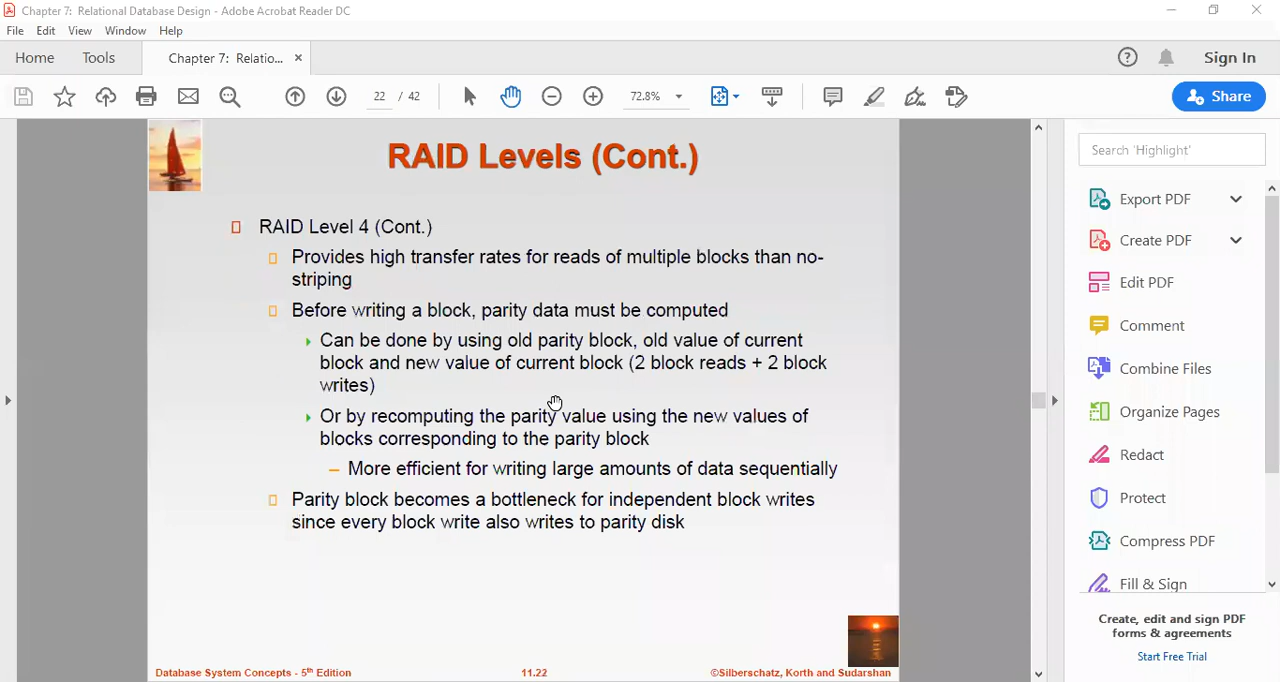 Chapter 7: Relational Database Design - Adobe Acrobat Reader DC
File Edit View Window Help
Home Tools Chapter 7: Relatio... × Sign In
22 / 42 72.8% Share
RAID Levels (Cont.)
RAID Level 4 (Cont.)
Provides high transfer rates for reads of multiple blocks than no-
striping
Before writing a block, parity data must be computed
Can be done by using old parity block, old value of current
block and new value of current block (2 block reads + 2 block
writes)
Or by recomputing the parity value using the new values of
blocks corresponding to the parity block
– More efficient for writing large amounts of data sequentially
Parity block becomes a bottleneck for independent block writes
since every block write also writes to parity disk
Database System Concepts - 5th Edition 11.22 ©Silberschatz, Korth and Sudarshan
Search 'Highlight'
Export PDF
Create PDF
Edit PDF
Comment
Combine Files
Organize Pages
Redact
Protect
Compress PDF
Fill & Sign
Create, edit and sign PDF
forms & agreements
Start Free Trial